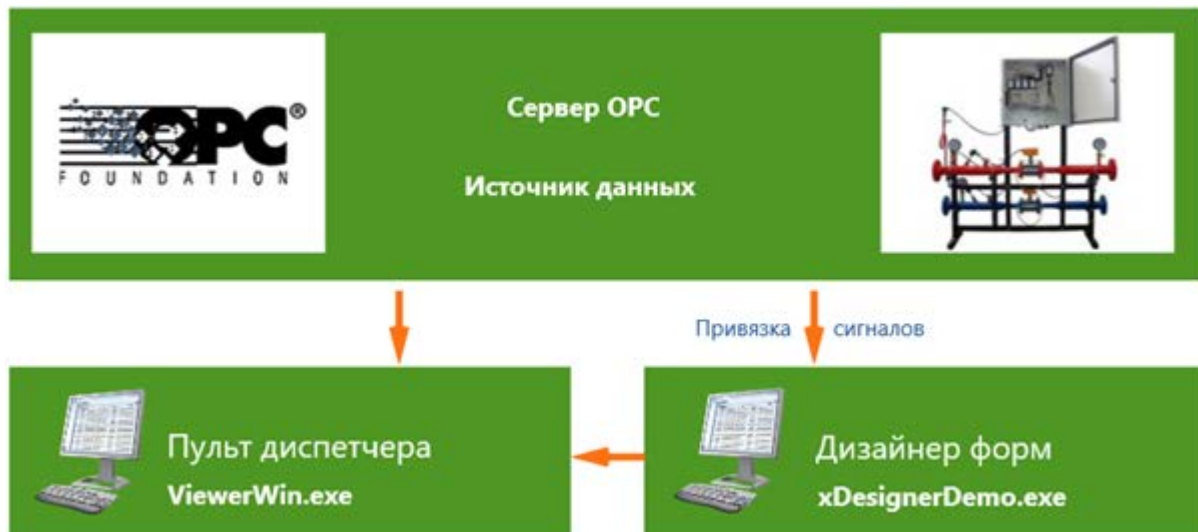 OPC®
FOUNDATION
Сервер OPC
Источник данных
Привязка сигналов
Пульт диспетчера
ViewerWin.exe
Дизайнер форм
xDesignerDemo.exe